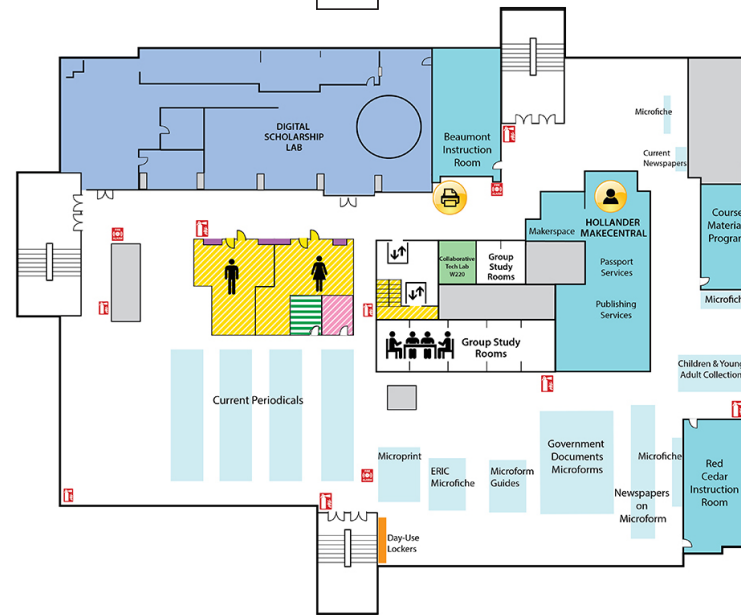 DIGITAL
SCHOLARSHIP
LAB
Beaumont
Instruction
Room
Microfiche
Current
Newspapers
HOLLANDER
MAKECENTRAL
Makerspace
Passport
Services
Publishing
Services
Collaborative
Tech Lab
W220
Group
Study
Rooms
Group Study
Rooms
Course
Material
Program
Microfich
Children & Young
Adult Collection
Current Periodicals
Microprint
ERIC
Microfiche
Microform
Guides
Government
Documents
Microforms
Microfiche
Newspapers
on
Microform
Red
Cedar
Instruction
Room
Day-Use
Lockers